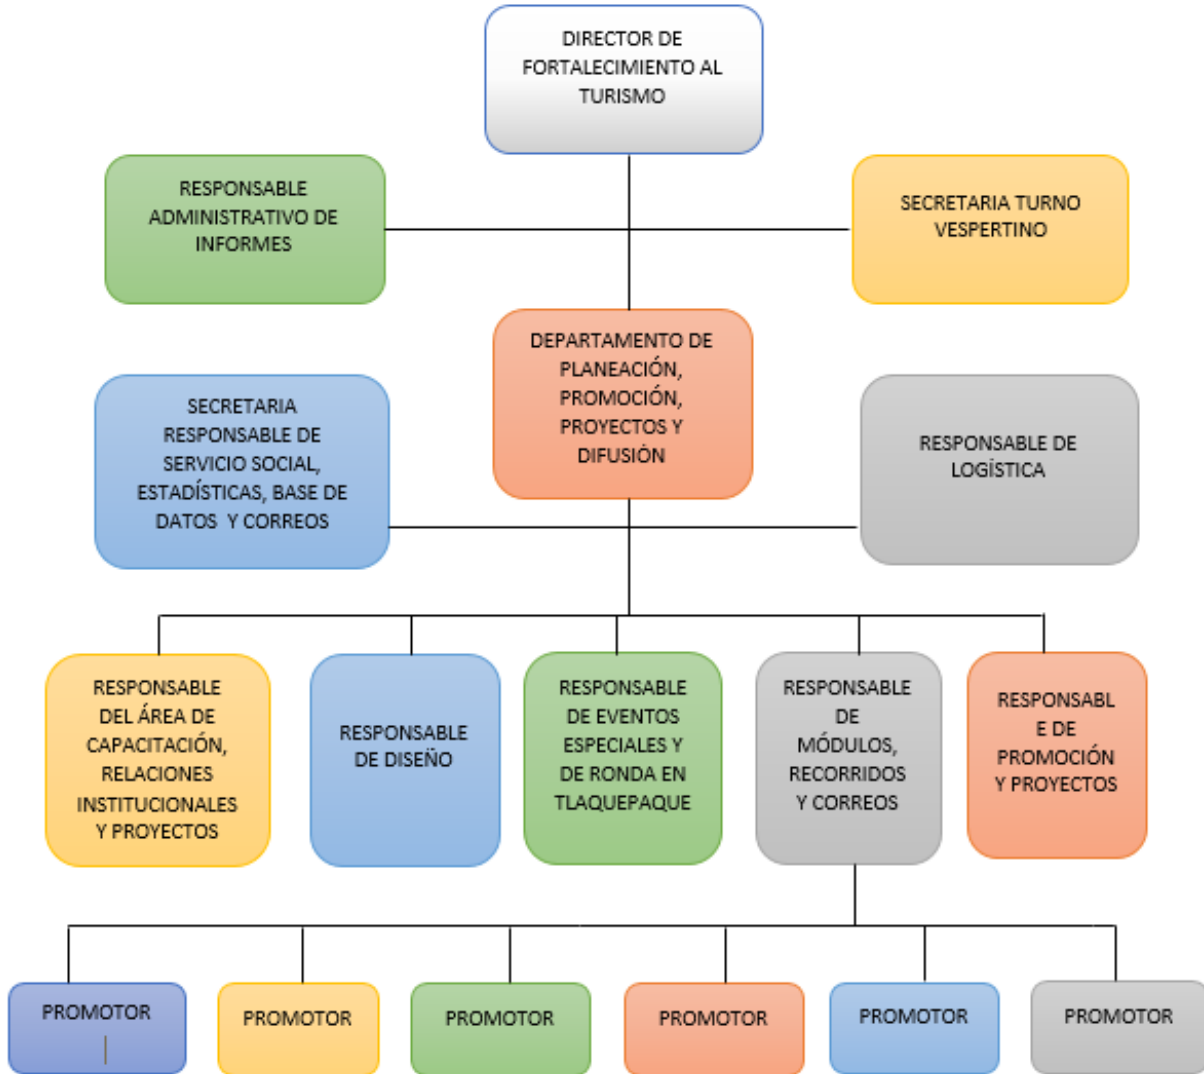 DIRECTOR DE
FORTALECIMIENTO AL
TURISMO
RESPONSABLE
ADMINISTRATIVO DE
INFORMES
SECRETARIA TURNO
VESPERTINO
DEPARTAMENTO DE
PLANEACIÓN,
PROMOCIÓN,
PROYECTOS Y
DIFUSIÓN
SECRETARIA
RESPONSABLE DE
SERVICIO SOCIAL,
ESTADÍSTICAS, BASE DE
DATOS Y CORREOS
RESPONSABLE DE
LOGÍSTICA
RESPONSABLE
DEL ÁREA DE
CAPACITACIÓN,
RELACIONES
INSTITUCIONALES
Y PROYECTOS
RESPONSABLE
DE DISEÑO
RESPONSABLE
DE EVENTOS
ESPECIALES Y
DE RONDA EN
TLAQUEPAQUE
RESPONSABLE
DE
MÓDULOS,
RECORRIDOS
Y CORREOS
RESPONSABL
E DE
PROMOCIÓN
Y PROYECTOS
PROMOTOR
PROMOTOR
PROMOTOR
PROMOTOR
PROMOTOR
PROMOTOR